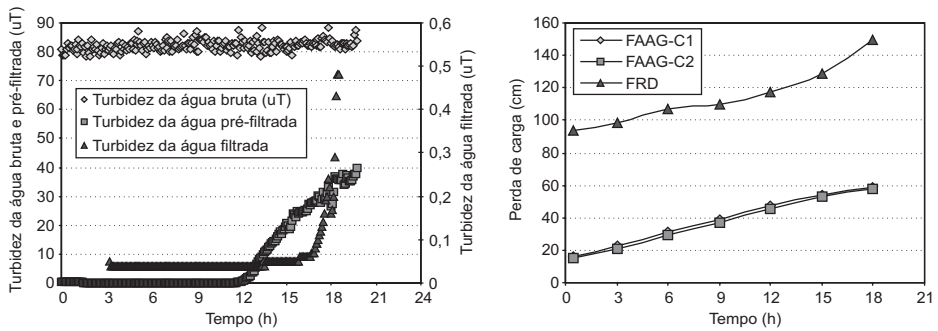 Turbidez da água bruta e pré-filtrada (uT)
90
80
70
60
50
40
30
20
10
0
Turbidez da água bruta (uT)
Turbidez da água pré-filtrada
Turbidez da água filtrada
0,6
0,5
0,4
0,3
0,2
0,1
0
Turbidez da água filtrada (uT)
0 3 6 9 12 15 18 21 24
Tempo (h)
Perda de carga (cm)
160
140
120
100
80
60
40
20
0
FAAG-C1
FAAG-C2
FRD
0 3 6 9 12 15 18 21
Tempo (h)